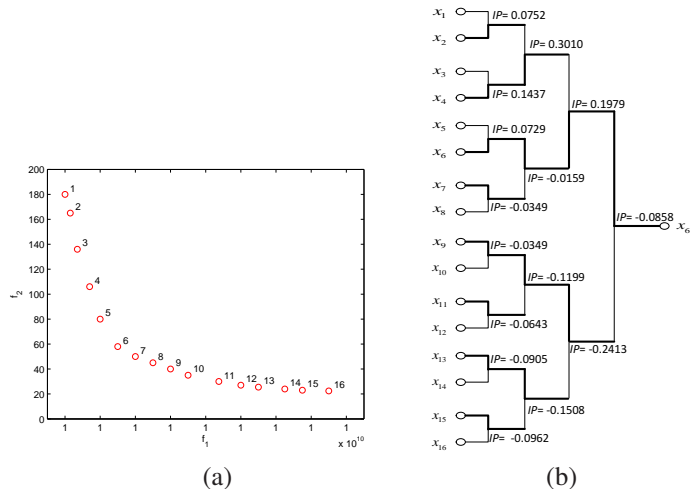 200
180
160
140
120
100
80
60
40
20
0
f2
1
2
3
4
5
6
7
8
9
10
11
12
13
14
15
16
1 1 1 1 1 1 1 1 1
f1
x 10^10
(a)
x1
x2
x3
x4
x5
x6
x7
x8
x9
x10
x11
x12
x13
x14
x15
x16
IP= 0.0752
IP= 0.3010
IP= 0.1437
IP= 0.1979
IP= 0.0729
IP= -0.0159
IP= -0.0349
IP= -0.0858
x6
IP= -0.0349
IP= -0.1199
IP= -0.0643
IP= -0.2413
IP= -0.0905
IP= -0.1508
IP= -0.0962
(b)